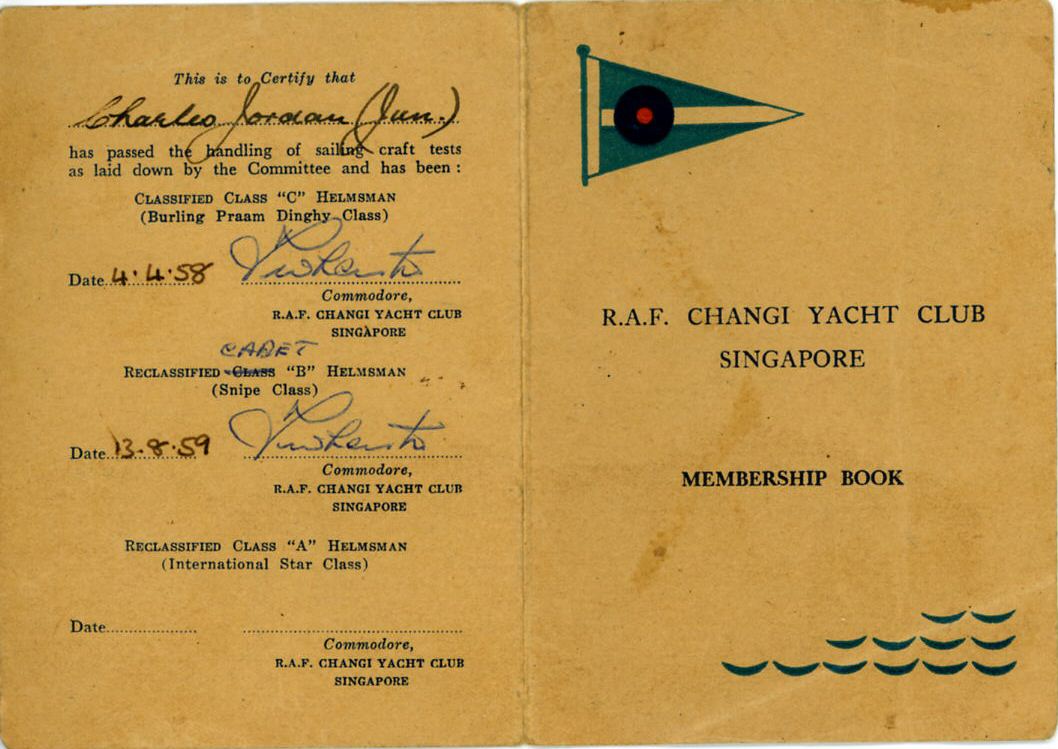 This is to Certify that
Charles Jordan (Jun.)
has passed the handling of sailing craft tests
as laid down by the Committee and has been :
CLASSIFIED CLASS "C" HELMSMAN
(Burling Praam Dinghy Class)
Date 4.4.58
Commodore,
R.A.F. CHANGI YACHT CLUB
SINGAPORE
CADET
RECLASSIFIED CLASS "B" HELMSMAN
(Snipe Class)
Date 13.8.59
Commodore,
R.A.F. CHANGI YACHT CLUB
SINGAPORE
RECLASSIFIED CLASS "A" HELMSMAN
(International Star Class)
Date
Commodore,
R.A.F. CHANGI YACHT CLUB
SINGAPORE
R.A.F. CHANGI YACHT CLUB
SINGAPORE
MEMBERSHIP BOOK